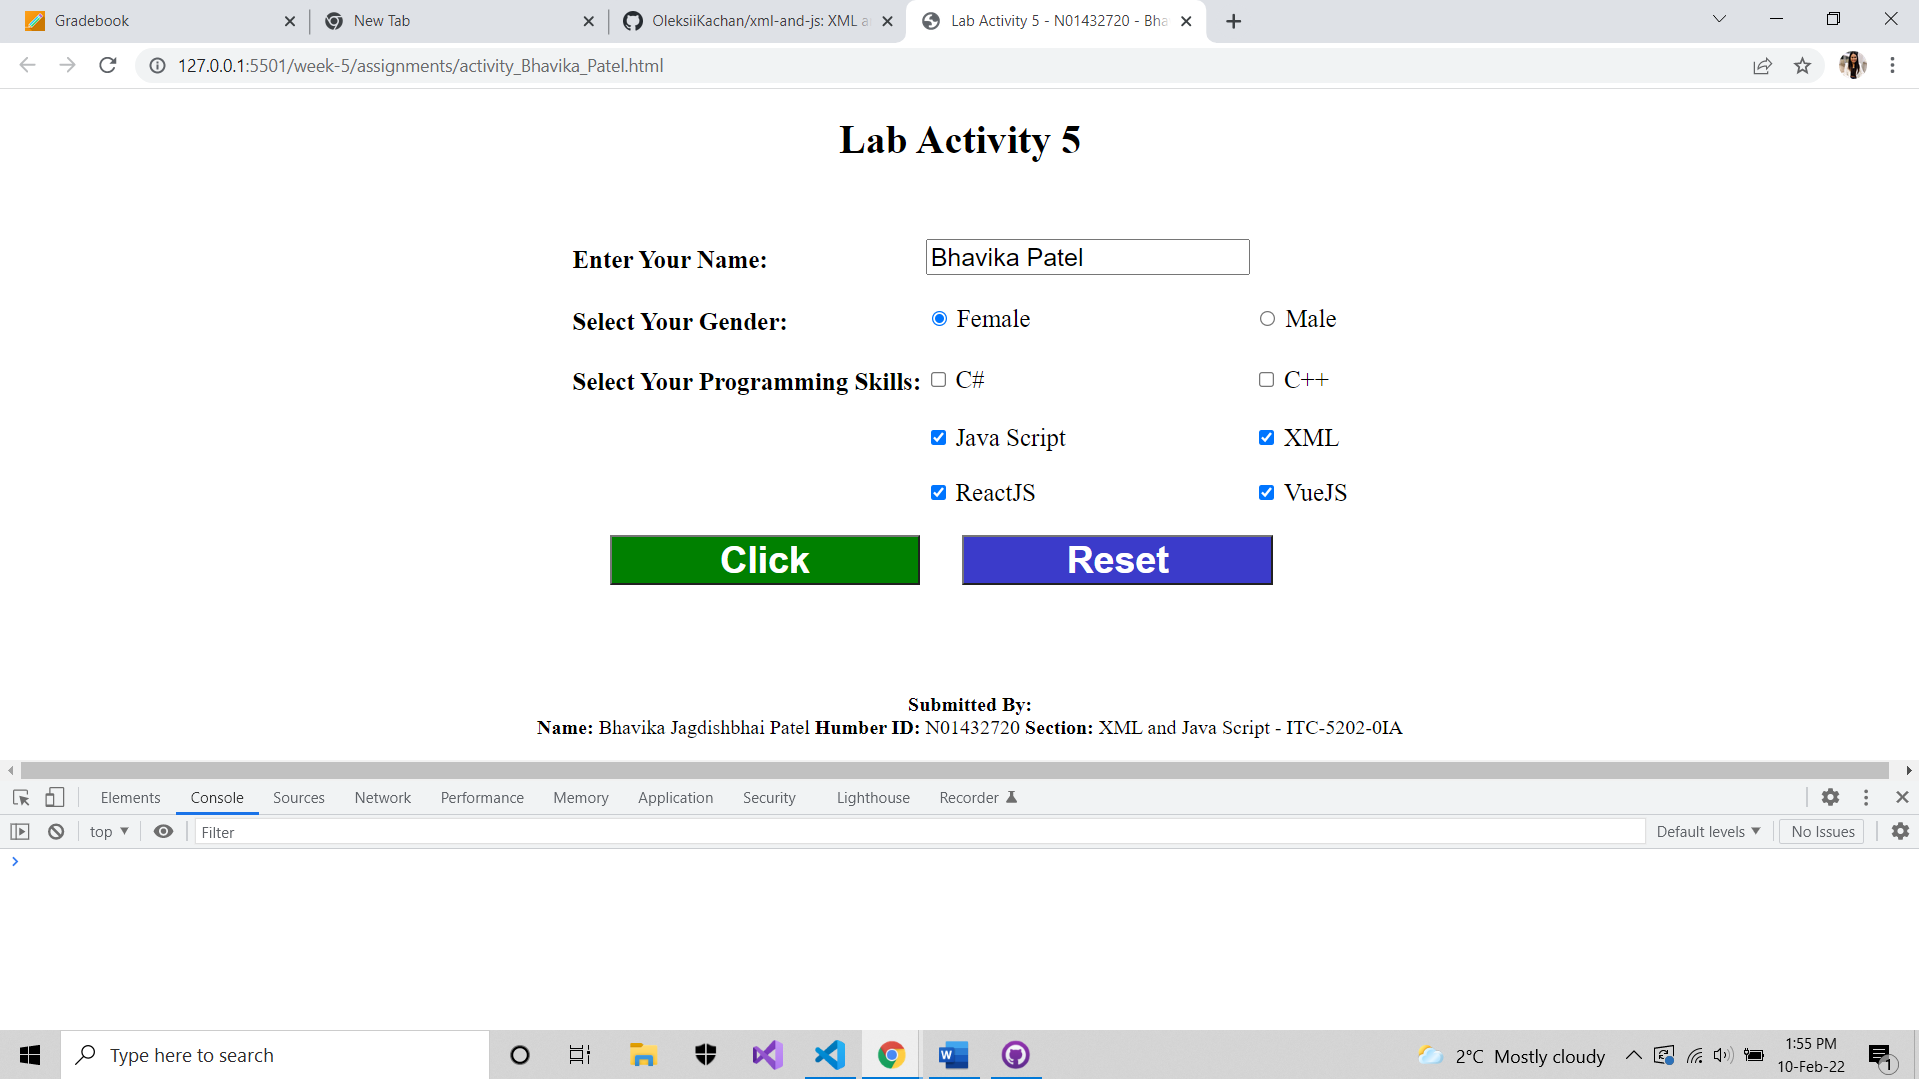 Gradebook
New Tab
OleksiiKachan/xml-and-js: XML a
Lab Activity 5 - N01432720 - Bha
127.0.0.1:5501/week-5/assignments/activity_Bhavika_Patel.html
Lab Activity 5
Enter Your Name: Bhavika Patel
Select Your Gender: Female Male
Select Your Programming Skills: C# C++
Java Script XML
ReactJS VueJS
Click Reset
Submitted By:
Name: Bhavika Jagdishbhai Patel Humber ID: N01432720 Section: XML and Java Script - ITC-5202-0IA
Elements Console Sources Network Performance Memory Application Security Lighthouse Recorder
top Filter Default levels No Issues
Type here to search
2°C Mostly cloudy
1:55 PM
10-Feb-22
1